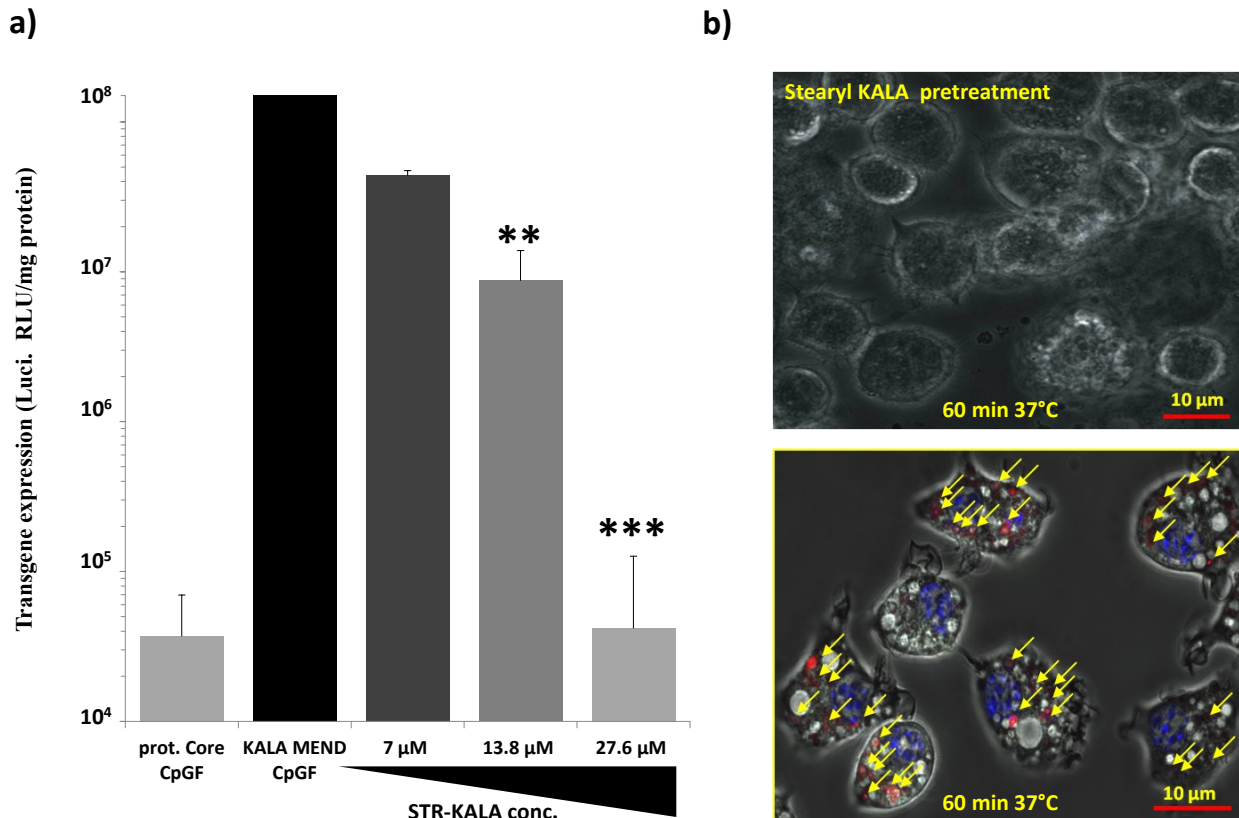 a)
Transgene expression (Luci. RLU/mg protein)
10⁸
10⁷
10⁶
10⁵
10⁴
**
***
prot. Core
CpGF
KALA MEND
CpGF
7 µM
13.8 µM
27.6 µM
STR-KALA conc.
b)
Stearyl KALA pretreatment
60 min 37°C
10 µm
60 min 37°C
10 µm